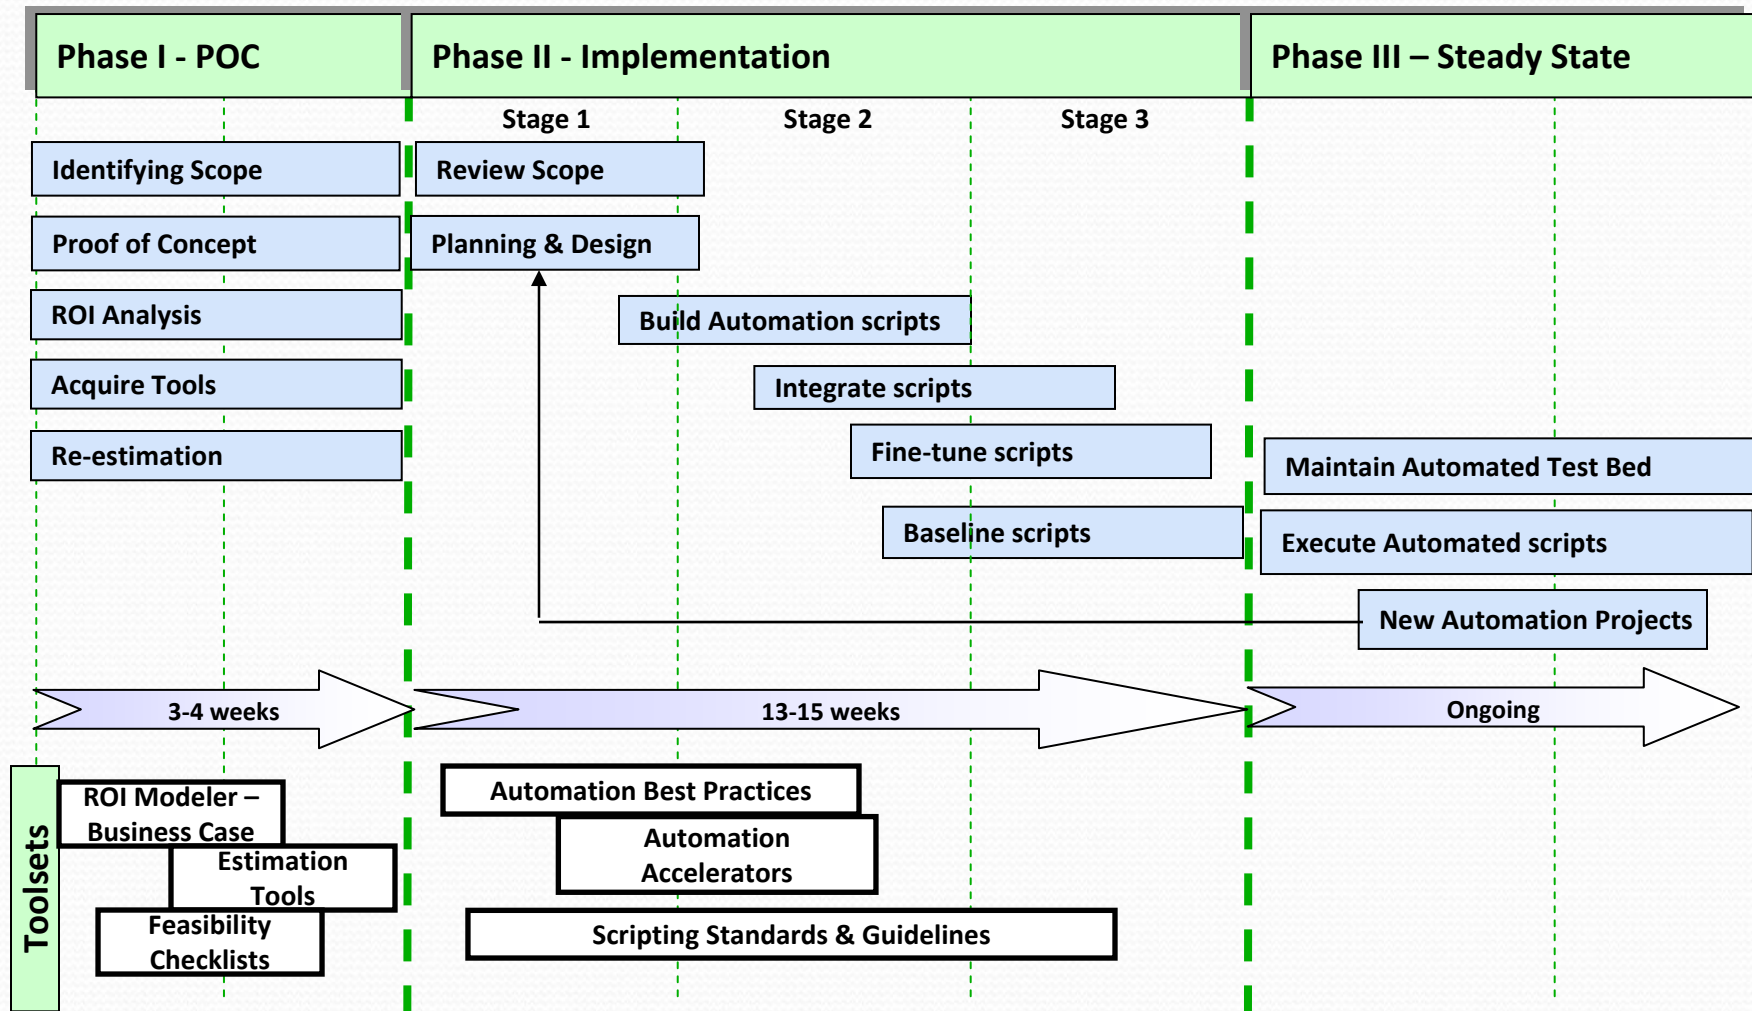 Phase I - POC
Phase II - Implementation
Phase III – Steady State
Stage 1
Stage 2
Stage 3
Identifying Scope
Review Scope
Proof of Concept
Planning & Design
ROI Analysis
Build Automation scripts
Acquire Tools
Integrate scripts
Re-estimation
Fine-tune scripts
Maintain Automated Test Bed
Baseline scripts
Execute Automated scripts
New Automation Projects
3-4 weeks
13-15 weeks
Ongoing
Toolsets
ROI Modeler –
Business Case
Estimation
Tools
Feasibility
Checklists
Automation Best Practices
Automation
Accelerators
Scripting Standards & Guidelines